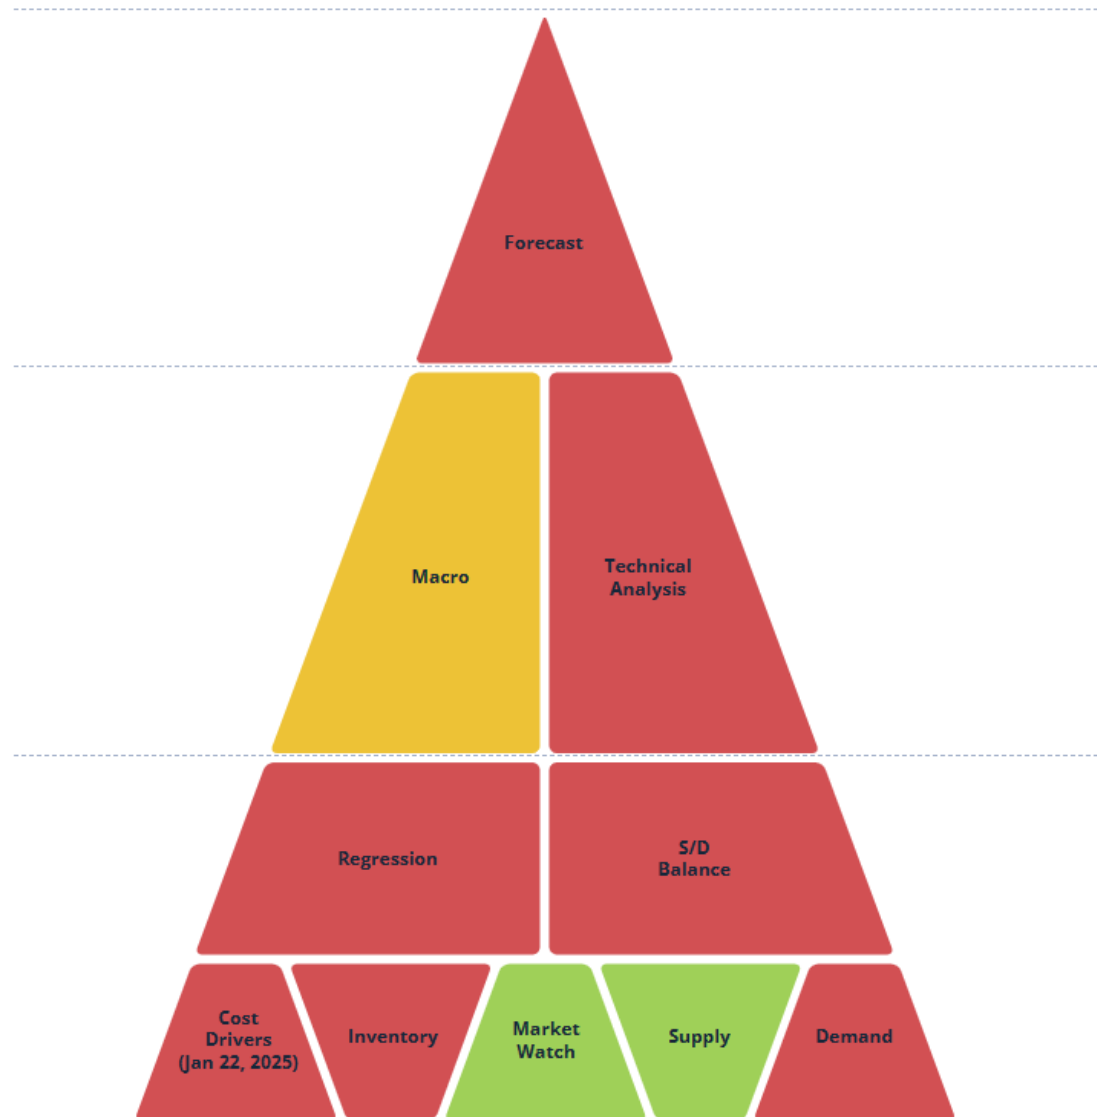 Forecast
Macro
Technical
Analysis
Regression
S/D
Balance
Cost
Drivers
(Jan 22, 2025)
Inventory
Market
Watch
Supply
Demand